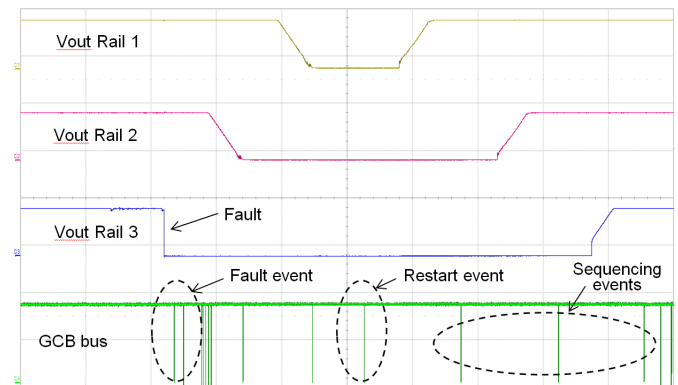 Vout Rail 1
Vout Rail 2
Fault
Vout Rail 3
Fault event
Restart event
Sequencing
events
GCB bus